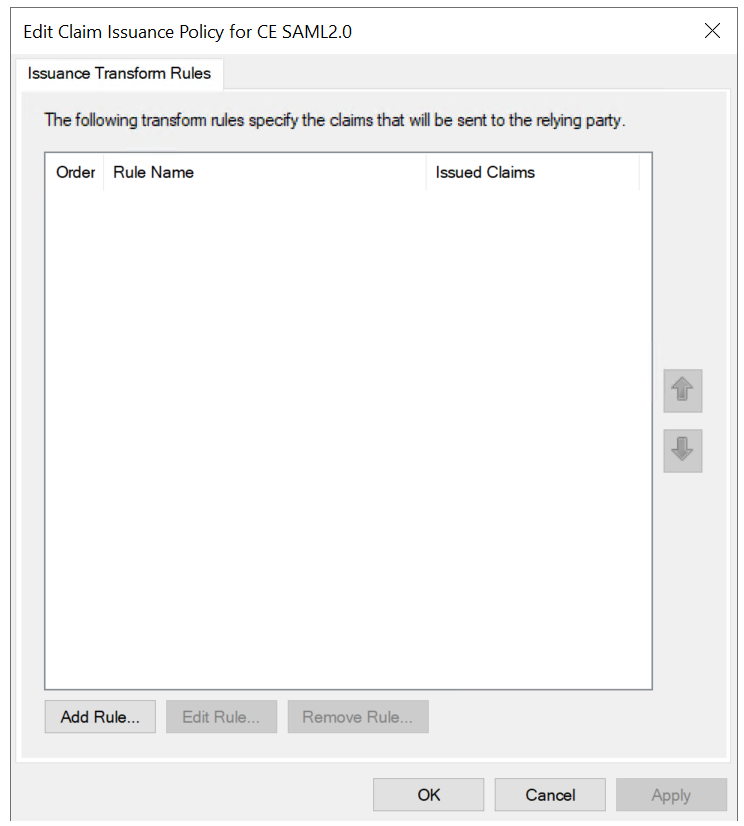 Edit Claim Issuance Policy for CE SAML2.0
Issuance Transform Rules
The following transform rules specify the claims that will be sent to the relying party.
Order Rule Name Issued Claims
Add Rule... Edit Rule... Remove Rule...
OK Cancel Apply